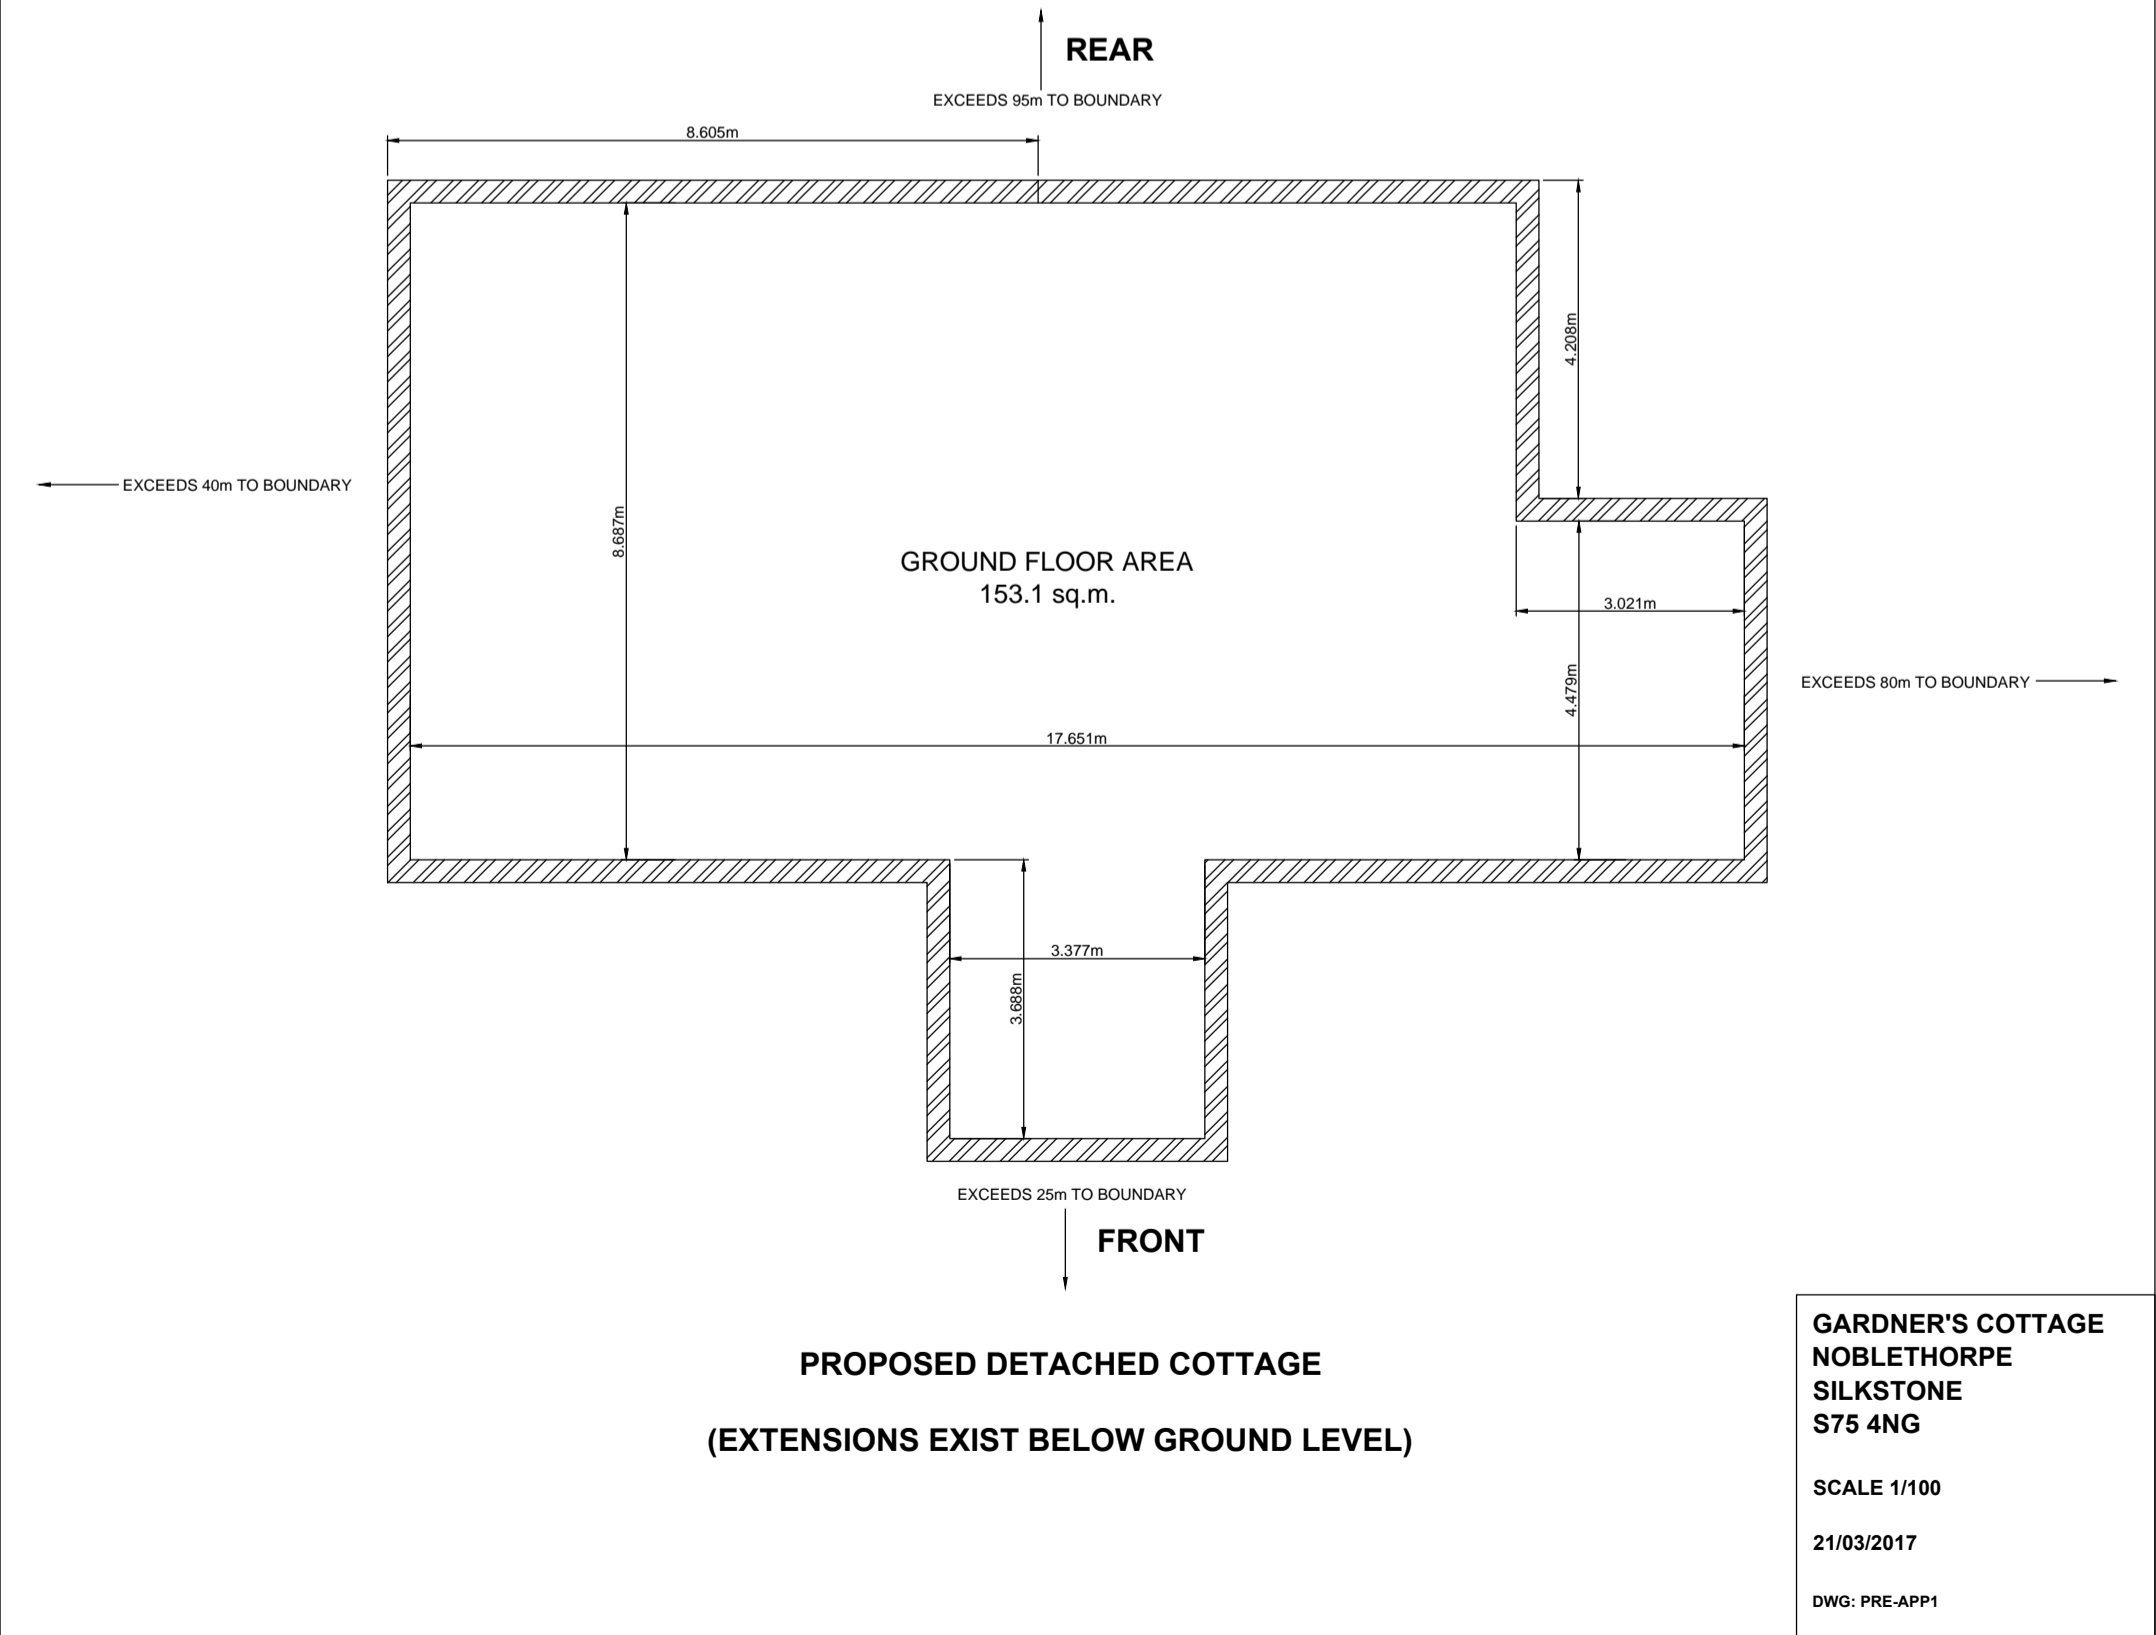 REAR
EXCEEDS 95m TO BOUNDARY
8.605m
4.208m
EXCEEDS 40m TO BOUNDARY
8.687m
GROUND FLOOR AREA
153.1 sq.m.
3.021m
4.479m
EXCEEDS 80m TO BOUNDARY
17.651m
3.377m
3.688m
EXCEEDS 25m TO BOUNDARY
FRONT
PROPOSED DETACHED COTTAGE
(EXTENSIONS EXIST BELOW GROUND LEVEL)
GARDNER'S COTTAGE
NOBLETHORPE
SILKSTONE
S75 4NG
SCALE 1/100
21/03/2017
DWG: PRE-APP1